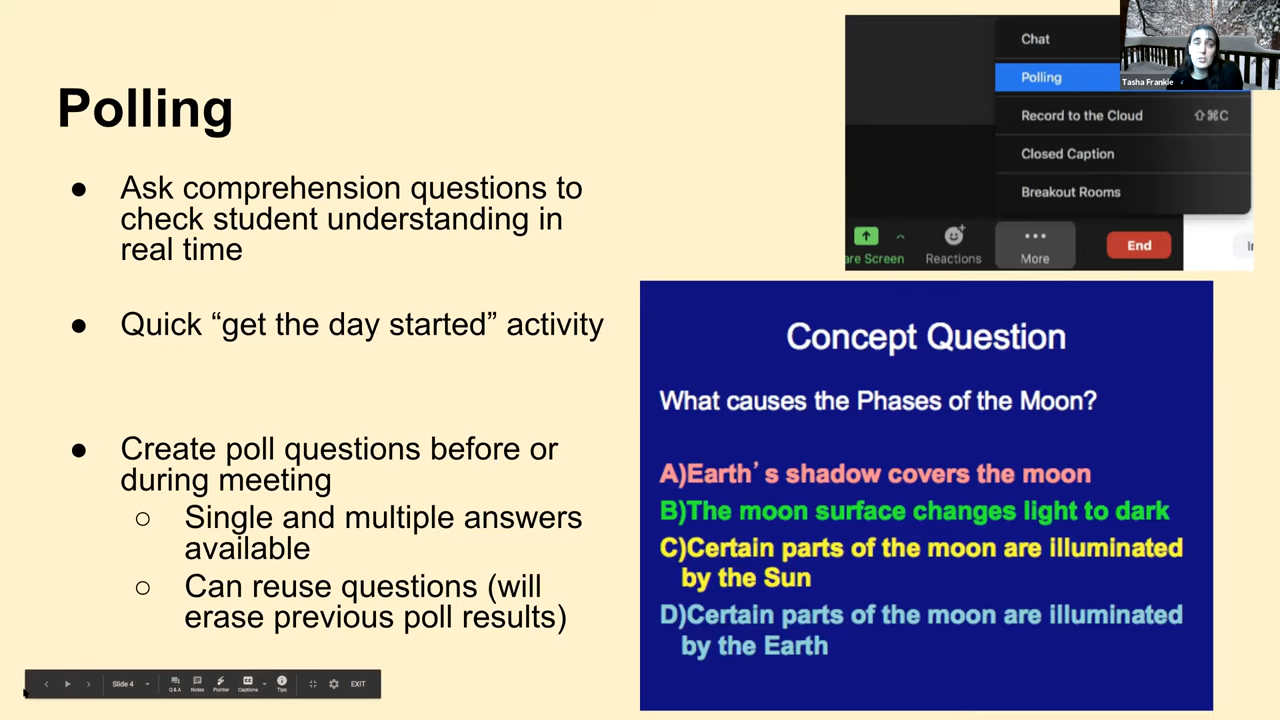 Polling
● Ask comprehension questions to
check student understanding in
real time
● Quick “get the day started” activity
● Create poll questions before or
during meeting
○ Single and multiple answers
available
○ Can reuse questions (will
erase previous poll results)
Chat
Polling
Record to the Cloud ⇧⌘C
Closed Caption
Breakout Rooms
are Screen
Reactions
More
End
Tasha Frankie
Concept Question
What causes the Phases of the Moon?
A)Earth’s shadow covers the moon
B)The moon surface changes light to dark
C)Certain parts of the moon are illuminated
by the Sun
D)Certain parts of the moon are illuminated
by the Earth
Slide 4
Q&A
Notes
Pointer
Captions
Tips
EXIT